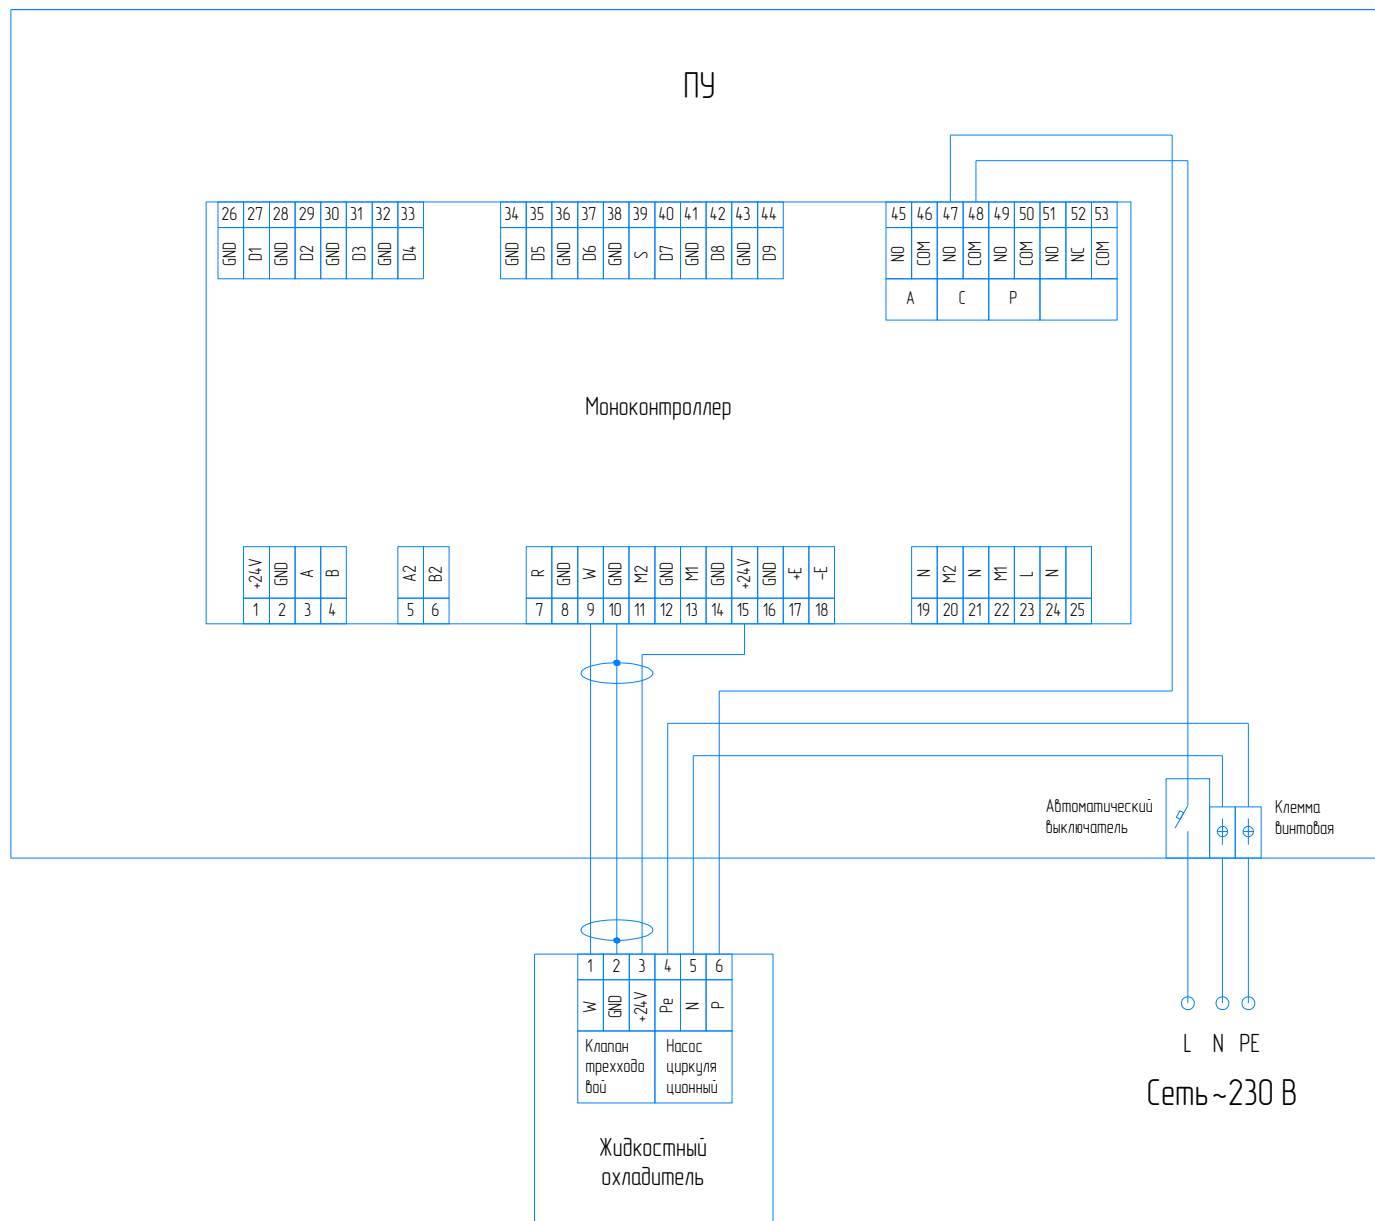 ПУ
26 27 28 29 30 31 32 33
GND D1 GND D2 GND D3 GND D4
34 35 36 37 38 39 40 41 42 43 44
GND D5 GND D6 GND S D7 GND D8 GND D9
45 46 47 48 49 50 51 52 53
NO COM NO COM NO COM NO NC COM
A C P
Моноконтроллер
+24V GND A B
1 2 3 4
A2 B2
5 6
R GND W GND M2 GND M1 GND +24V GND +E -E
7 8 9 10 11 12 13 14 15 16 17 18
N M2 N M1 L N
19 20 21 22 23 24 25
Автоматический
выключатель
Клемма
винтовая
1 2 3 4 5 6
W GND +24V Pe N P
Клапан
трехходо
вой
Насос
циркуля
ционный
Жидкостный
охладитель
L N PE
Сеть ~230 В